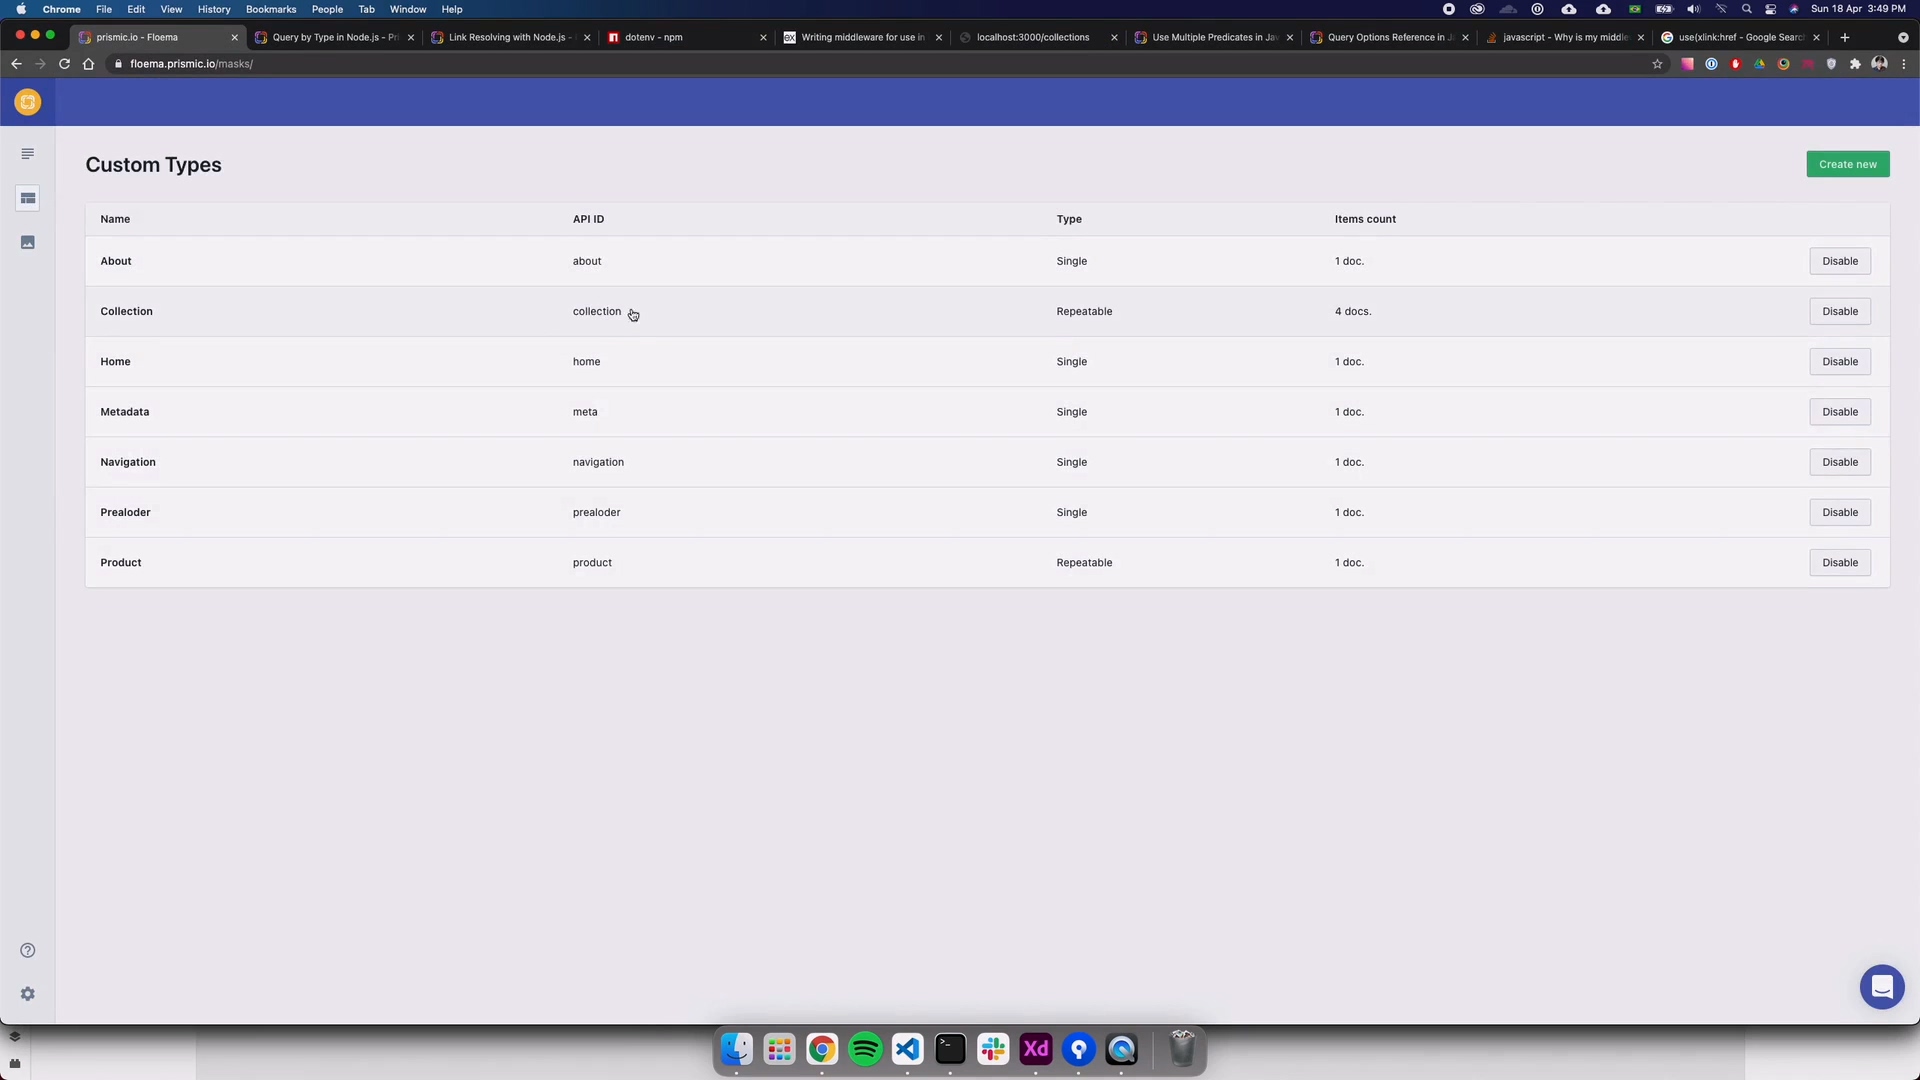 Chrome File Edit View History Bookmarks People Tab Window Help Sun 18 Apr 3:49 PM
prismic.io - Floema Query by Type in Node.js - Pri Link Resolving with Node.js - dotenv - npm ex Writing middleware for use in localhost:3000/collections Use Multiple Predicates in Jav Query Options Reference in Ja javascript - Why is my middle use(xlink:href - Google Search
floema.prismic.io/masks/
Custom Types
Create new
Name API ID Type Items count
About about Single 1 doc. Disable
Collection collection Repeatable 4 docs. Disable
Home home Single 1 doc. Disable
Metadata meta Single 1 doc. Disable
Navigation navigation Single 1 doc. Disable
Prealoder prealoder Single 1 doc. Disable
Product product Repeatable 1 doc. Disable
Xd